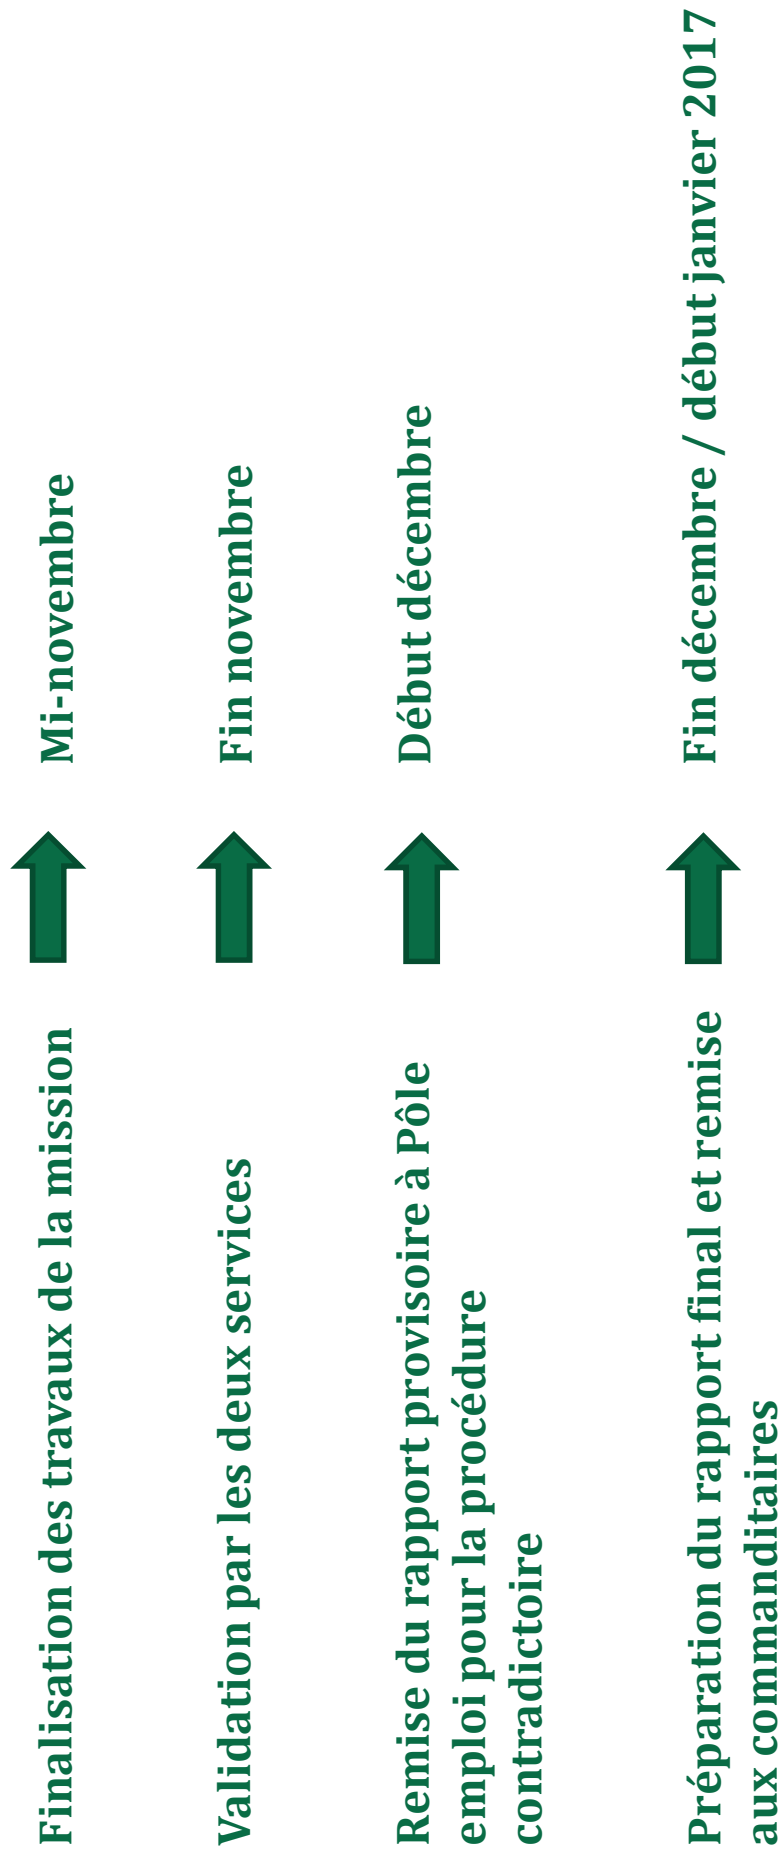 Finalisation des travaux de la mission
Mi-novembre
Validation par les deux services
Fin novembre
Remise du rapport provisoire à Pôle
emploi pour la procédure
contradictoire
Début décembre
Préparation du rapport final et remise
aux commanditaires
Fin décembre / début janvier 2017